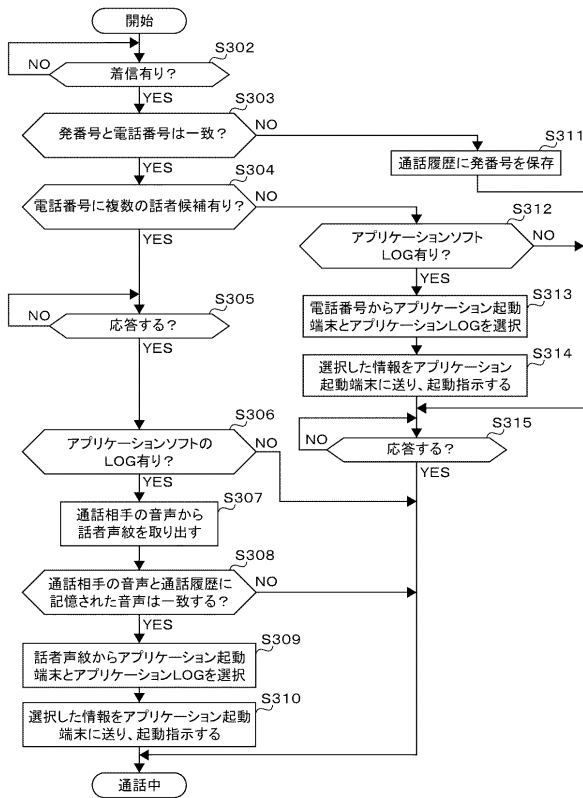 開始
S302
着信有り？
NO
YES
S303
発番号と電話番号は一致？
NO
YES
S311
通話履歴に発番号を保存
S304
電話番号に複数の話者候補有り？
NO
YES
S312
アプリケーションソフト
LOG有り？
NO
YES
S313
電話番号からアプリケーション起動
端末とアプリケーションLOGを選択
S314
選択した情報をアプリケーション
起動端末に送り、起動指示する
S305
応答する？
NO
YES
S315
応答する？
NO
YES
S306
アプリケーションソフトの
LOG有り？
NO
YES
S307
通話相手の音声から
話者声紋を取り出す
S308
通話相手の音声と通話履歴に
記憶された音声は一致する？
NO
YES
S309
話者声紋からアプリケーション起動
端末とアプリケーションLOGを選択
S310
選択した情報をアプリケーション起動
端末に送り、起動指示する
通話中